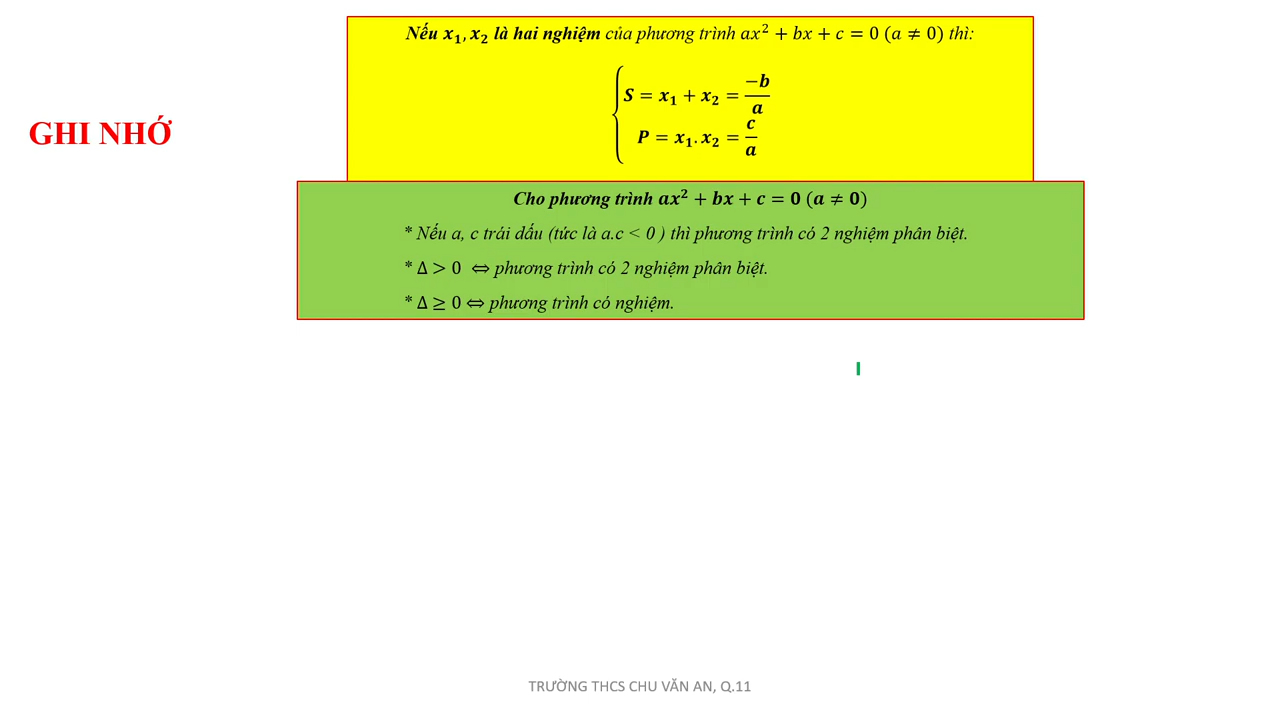 Nếu x₁, x₂ là hai nghiệm của phương trình ax² + bx + c = 0 (a ≠ 0) thì:
S = x₁ + x₂ = −b/a
P = x₁. x₂ = c/a
GHI NHỚ
Cho phương trình ax² + bx + c = 0 (a ≠ 0)
* Nếu a, c trái dấu (tức là a.c < 0 ) thì phương trình có 2 nghiệm phân biệt.
* Δ > 0 ⇔ phương trình có 2 nghiệm phân biệt.
* Δ ≥ 0 ⇔ phương trình có nghiệm.
TRƯỜNG THCS CHU VĂN AN, Q.11